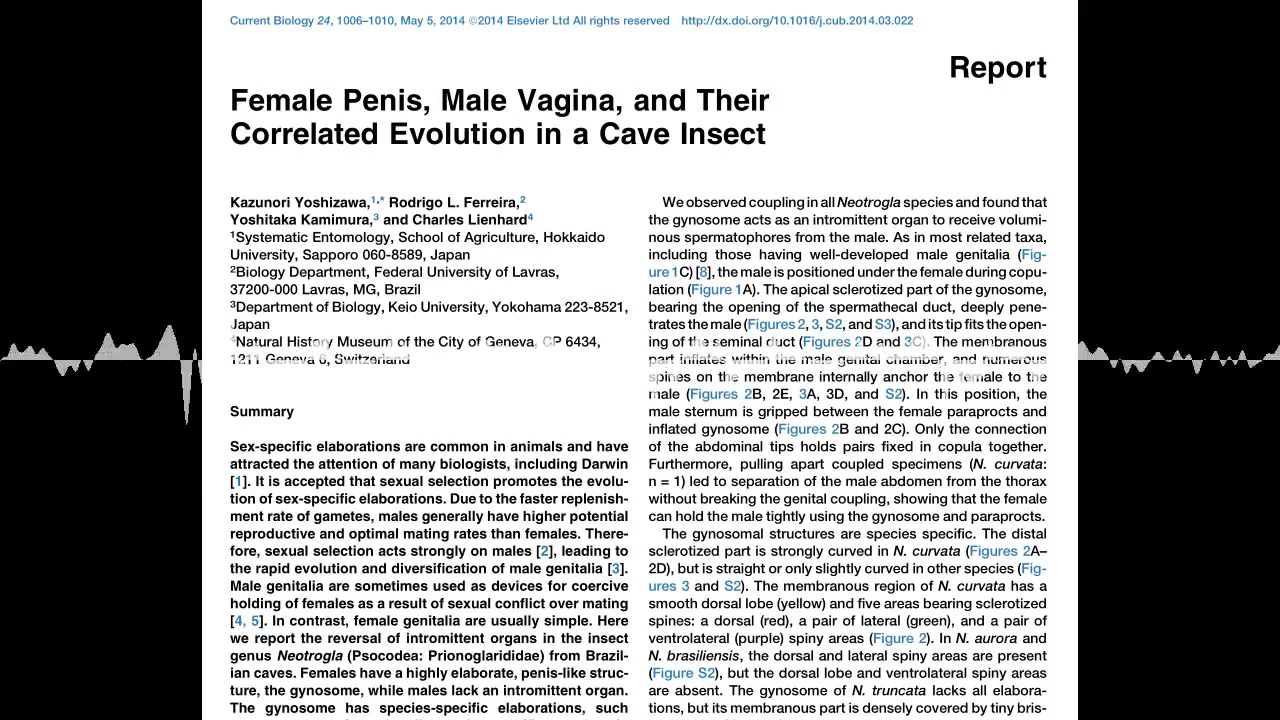 Current Biology 24, 1006–1010, May 5, 2014 ©2014 Elsevier Ltd All rights reserved http://dx.doi.org/10.1016/j.cub.2014.03.022
Report
Female Penis, Male Vagina, and Their
Correlated Evolution in a Cave Insect
Kazunori Yoshizawa,1,* Rodrigo L. Ferreira,2
Yoshitaka Kamimura,3 and Charles Lienhard4
1Systematic Entomology, School of Agriculture, Hokkaido
University, Sapporo 060-8589, Japan
2Biology Department, Federal University of Lavras,
37200-000 Lavras, MG, Brazil
3Department of Biology, Keio University, Yokohama 223-8521,
Japan
4Natural History Museum of the City of Geneva, CP 6434,
1211 Geneva 6, Switzerland
Summary
Sex-specific elaborations are common in animals and have
attracted the attention of many biologists, including Darwin
[1]. It is accepted that sexual selection promotes the evolu-
tion of sex-specific elaborations. Due to the faster replenish-
ment rate of gametes, males generally have higher potential
reproductive and optimal mating rates than females. There-
fore, sexual selection acts strongly on males [2], leading to
the rapid evolution and diversification of male genitalia [3].
Male genitalia are sometimes used as devices for coercive
holding of females as a result of sexual conflict over mating
[4, 5]. In contrast, female genitalia are usually simple. Here
we report the reversal of intromittent organs in the insect
genus Neotrogla (Psocodea: Prionoglarididae) from Brazil-
ian caves. Females have a highly elaborate, penis-like struc-
ture, the gynosome, while males lack an intromittent organ.
The gynosome has species-specific elaborations, such
We observed coupling in all Neotrogla species and found that
the gynosome acts as an intromittent organ to receive volumi-
nous spermatophores from the male. As in most related taxa,
including those having well-developed male genitalia (Fig-
ure 1C) [8], the male is positioned under the female during copu-
lation (Figure 1A). The apical sclerotized part of the gynosome,
bearing the opening of the spermathecal duct, deeply pene-
trates the male (Figures 2, 3, S2, and S3), and its tip fits the open-
ing of the seminal duct (Figures 2D and 3C). The membranous
part inflates within the male genital chamber, and numerous
spines on the membrane internally anchor the female to the
male (Figures 2B, 2E, 3A, 3D, and S2). In this position, the
male sternum is gripped between the female paraprocts and
inflated gynosome (Figures 2B and 2C). Only the connection
of the abdominal tips holds pairs fixed in copula together.
Furthermore, pulling apart coupled specimens (N. curvata:
n = 1) led to separation of the male abdomen from the thorax
without breaking the genital coupling, showing that the female
can hold the male tightly using the gynosome and paraprocts.
The gynosomal structures are species specific. The distal
sclerotized part is strongly curved in N. curvata (Figures 2A–
2D), but is straight or only slightly curved in other species (Fig-
ures 3 and S2). The membranous region of N. curvata has a
smooth dorsal lobe (yellow) and five areas bearing sclerotized
spines: a dorsal (red), a pair of lateral (green), and a pair of
ventrolateral (purple) spiny areas (Figure 2). In N. aurora and
N. brasiliensis, the dorsal and lateral spiny areas are present
(Figure S2), but the dorsal lobe and ventrolateral spiny areas
are absent. The gynosome of N. truncata lacks all elabora-
tions, but its membranous part is densely covered by tiny bris-